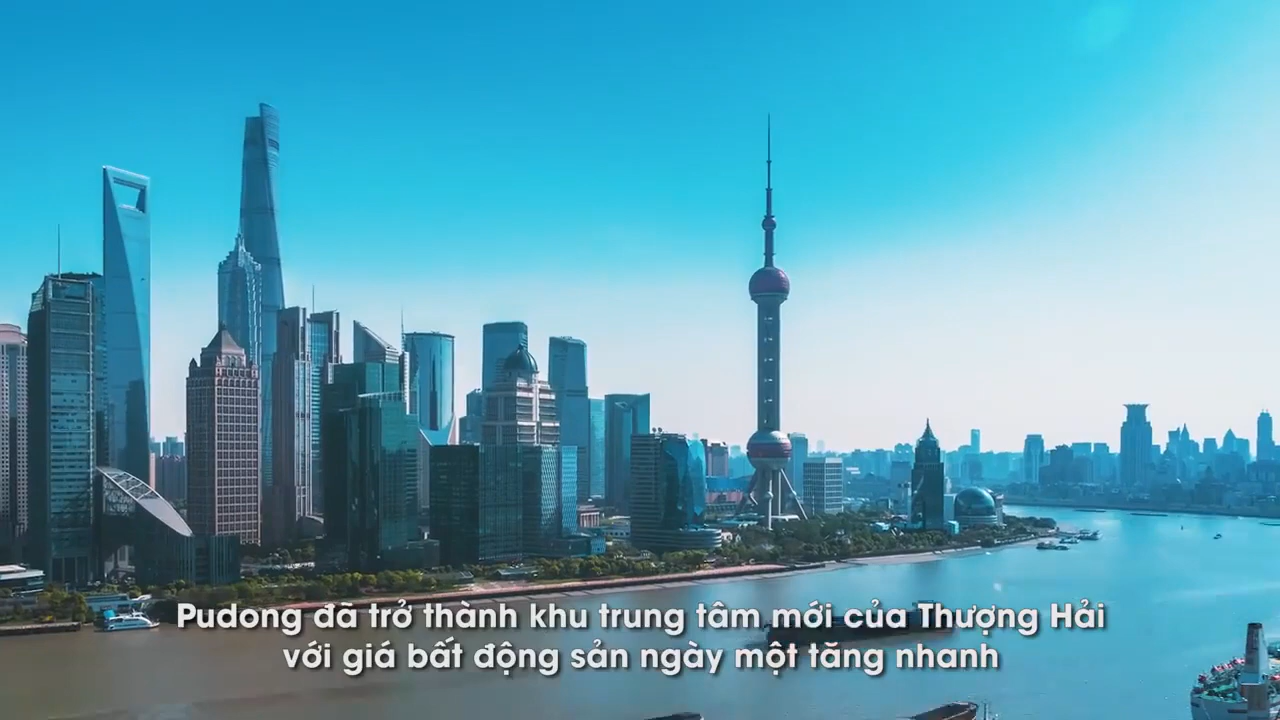 Pudong đã trở thành khu trung tâm mới của Thượng Hải
với giá bất động sản ngày một tăng nhanh